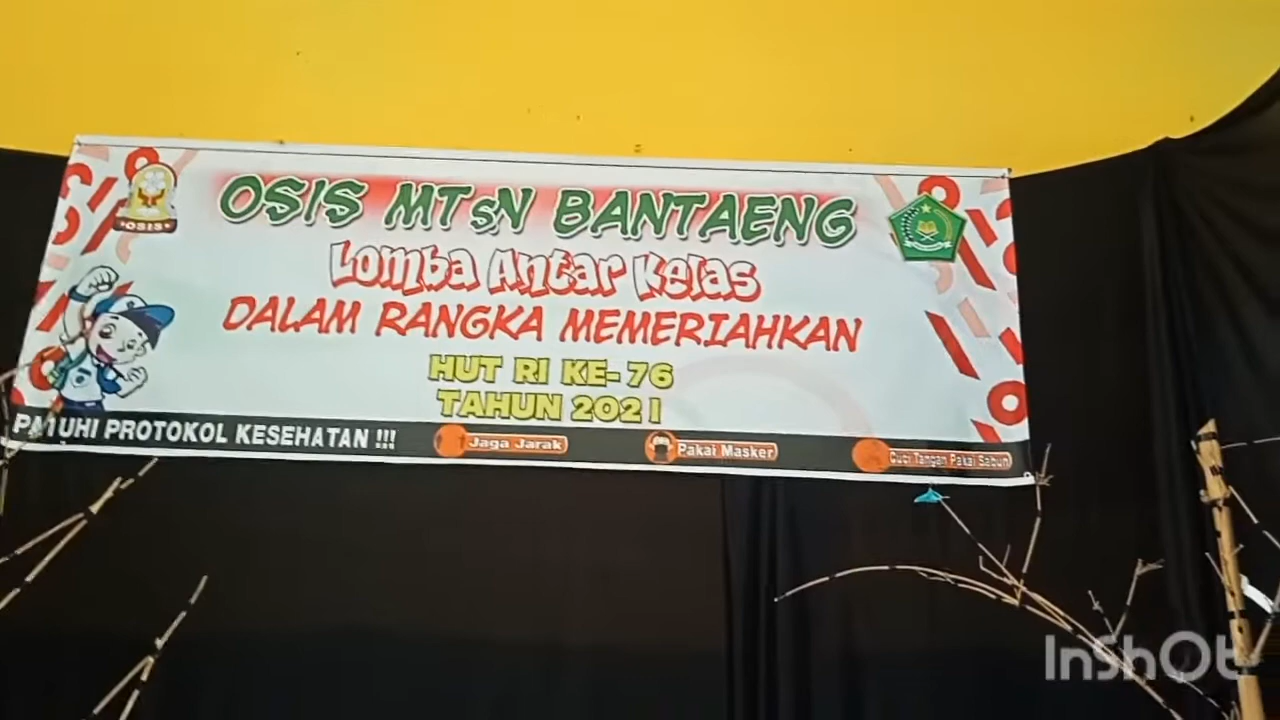 OSIS MTsN BANTAENG
OSIS
Lomba Antar Kelas
DALAM RANGKA MEMERIAHKAN
HUT RI KE-76
TAHUN 2021
PATUHI PROTOKOL KESEHATAN !!!
Jaga Jarak
Pakai Masker
Cuci Tangan Pakai Sabun
InShOt